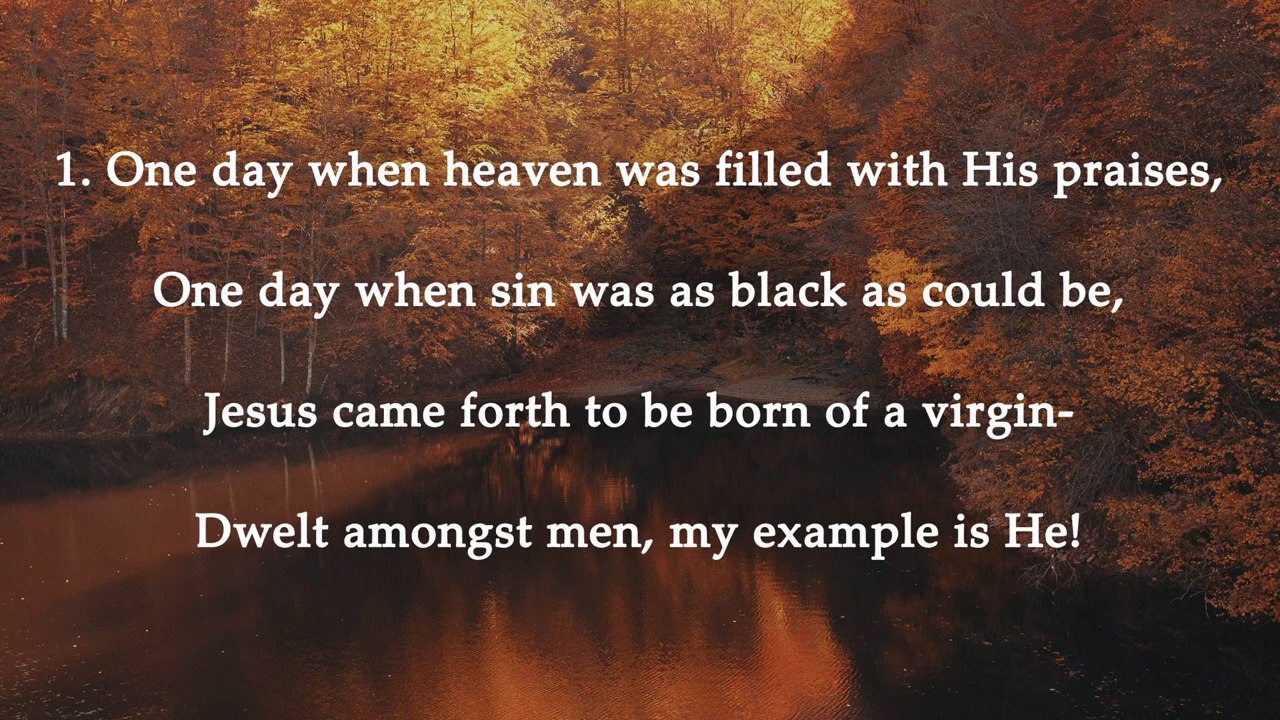 1. One day when heaven was filled with His praises,
One day when sin was as black as could be,
Jesus came forth to be born of a virgin-
Dwelt amongst men, my example is He!